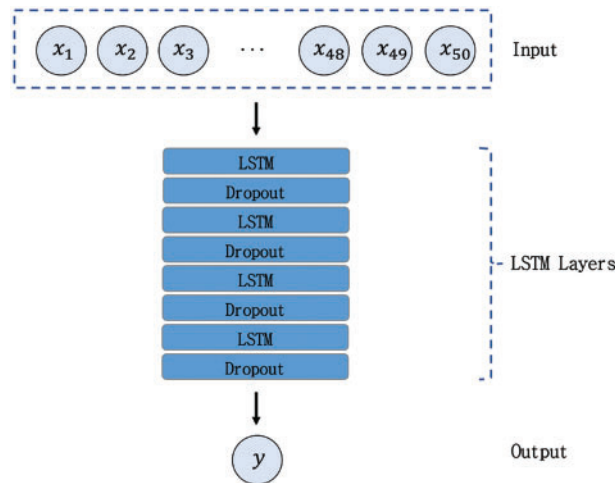 x₁ x₂ x₃ ··· x₄₈ x₄₉ x₅₀ Input
LSTM
Dropout
LSTM
Dropout
LSTM
Dropout
LSTM
Dropout
LSTM Layers
y Output